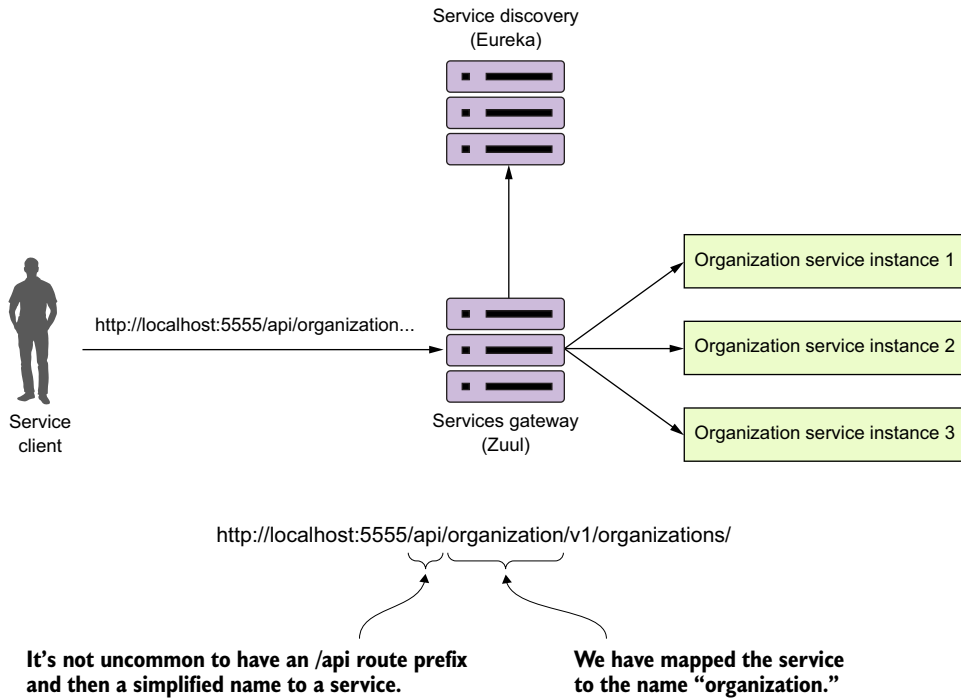 Service discovery
(Eureka)
Organization service instance 1
http://localhost:5555/api/organization...
Organization service instance 2
Service
client
Services gateway
(Zuul)
Organization service instance 3
http://localhost:5555/api/organization/v1/organizations/
It’s not uncommon to have an /api route prefix
and then a simplified name to a service.
We have mapped the service
to the name “organization.”